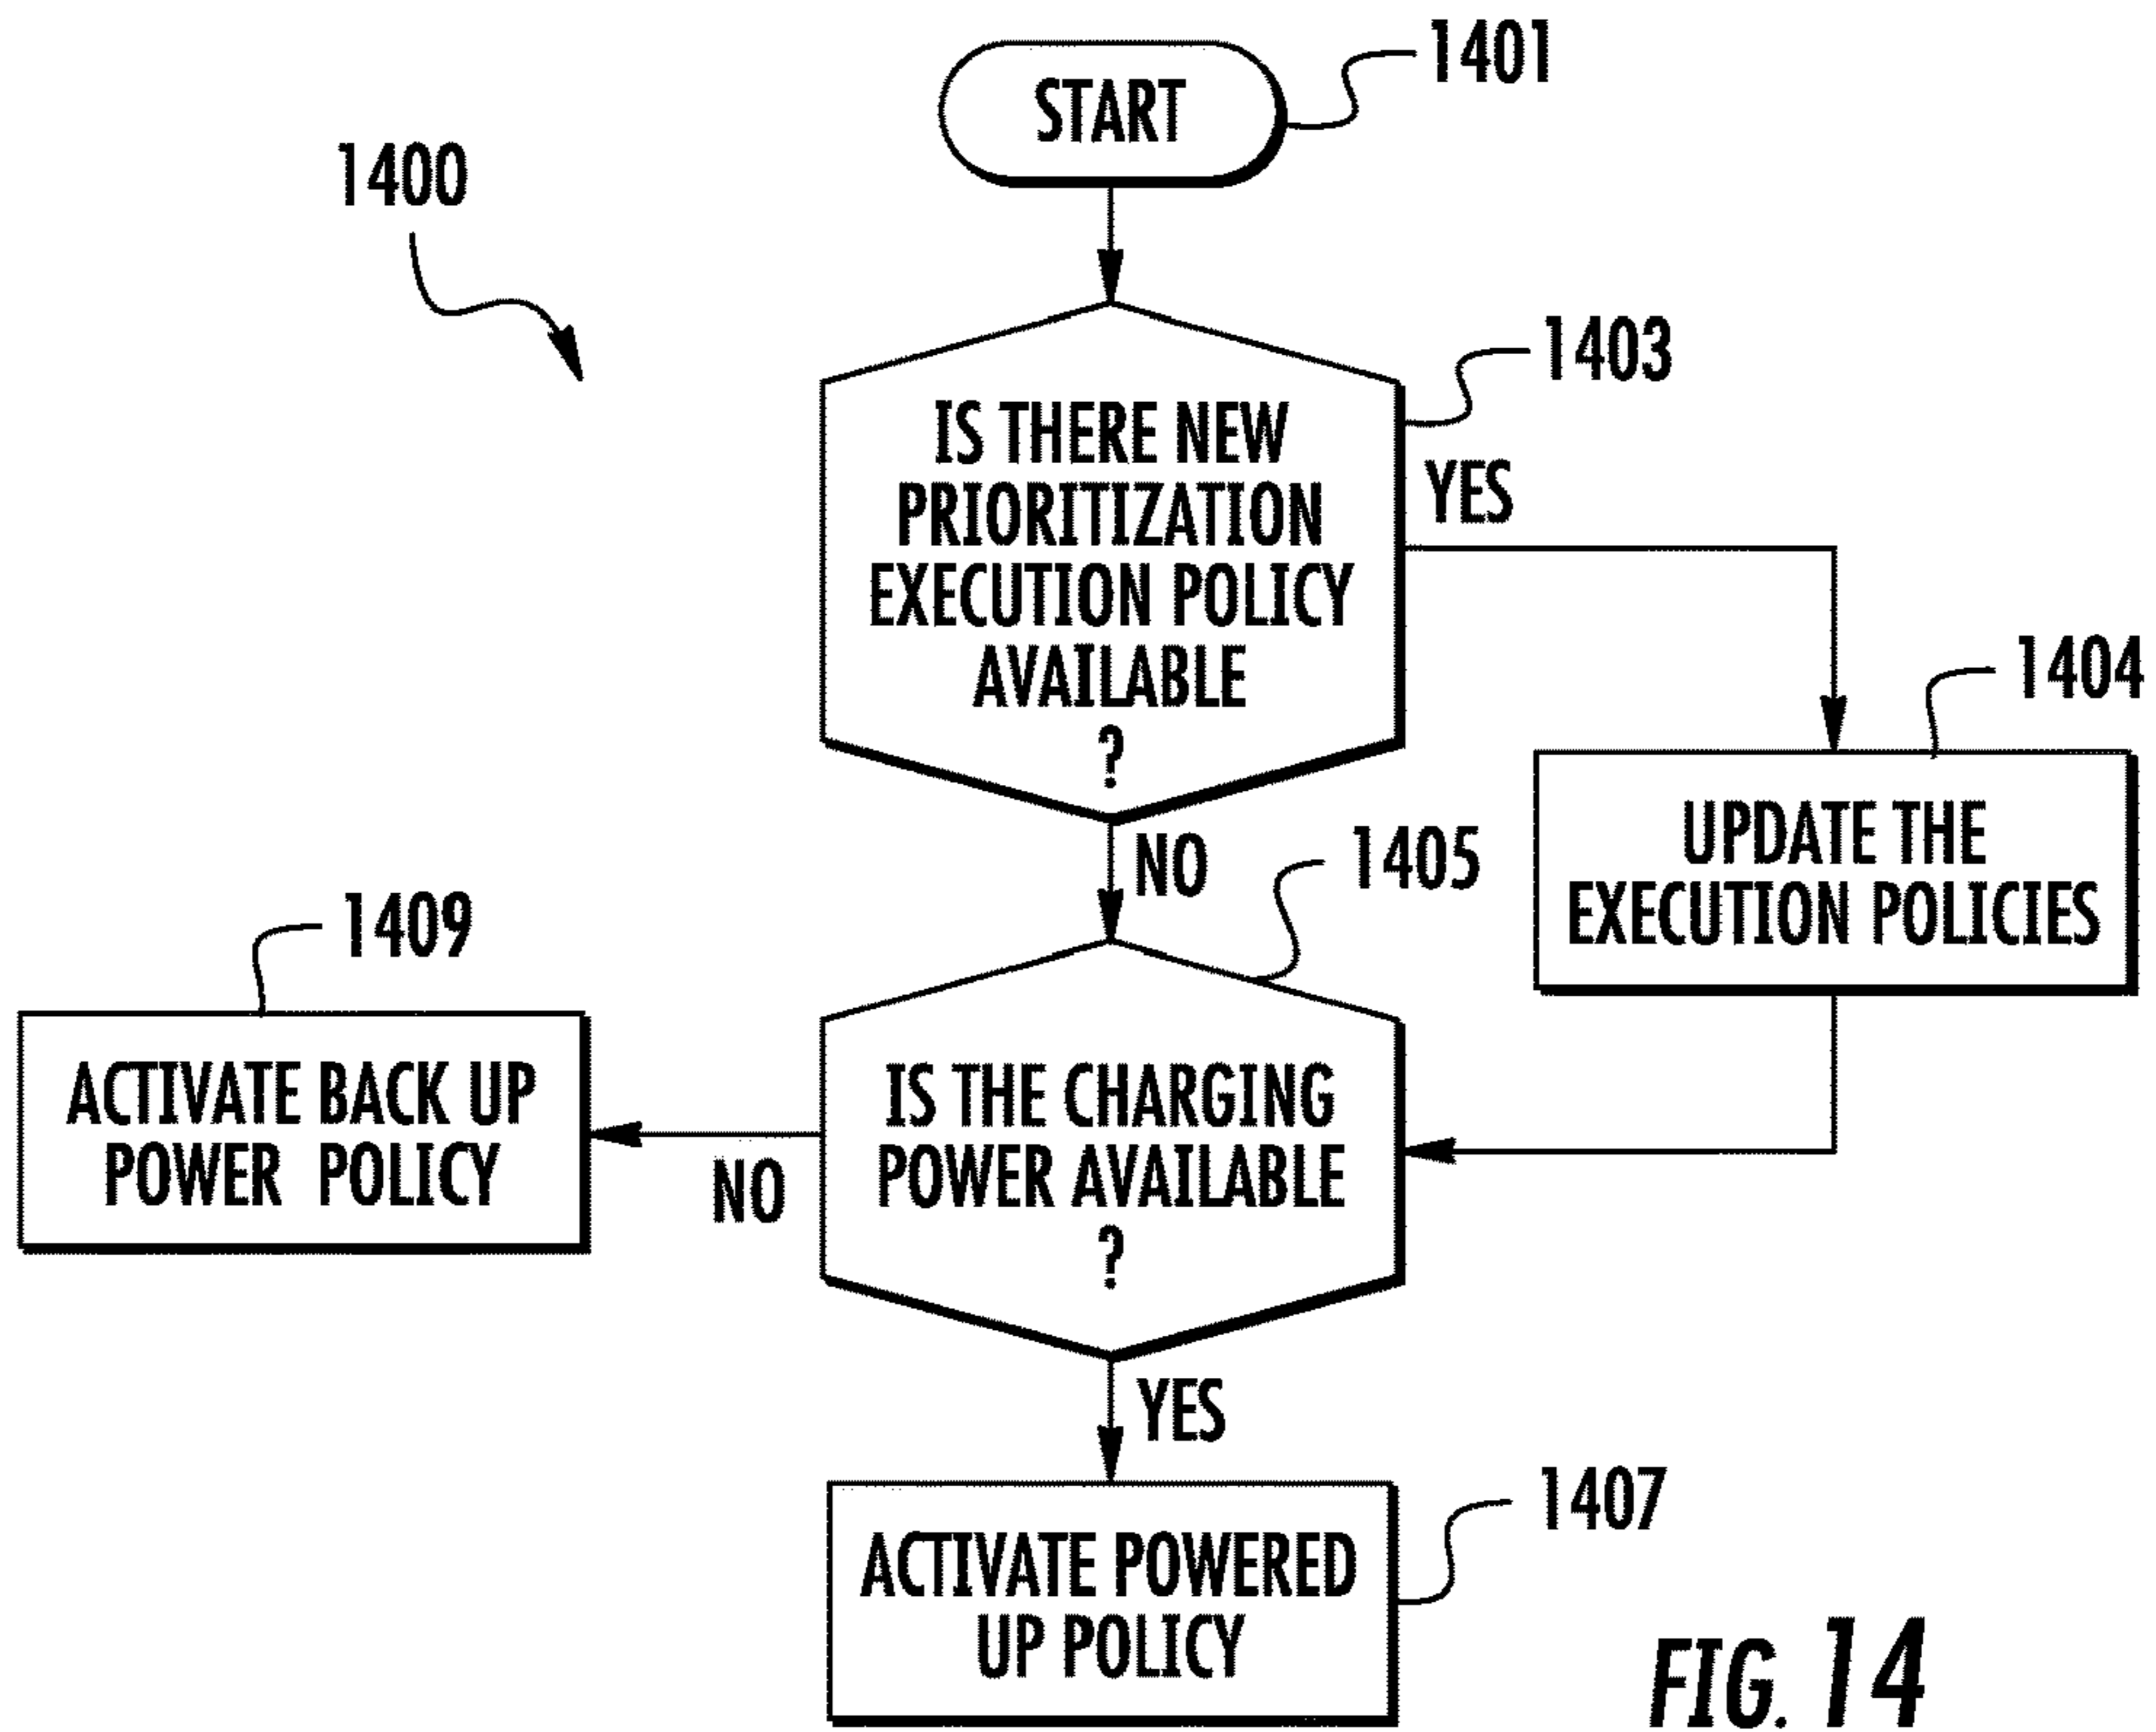 1401
START
1400
1403
IS THERE NEW
PRIORITIZATION
EXECUTION POLICY
AVAILABLE
?
YES
1404
UPDATE THE
EXECUTION POLICIES
NO
1405
1409
ACTIVATE BACK UP
POWER POLICY
IS THE CHARGING
POWER AVAILABLE
?
NO
YES
1407
ACTIVATE POWERED
UP POLICY
FIG. 14